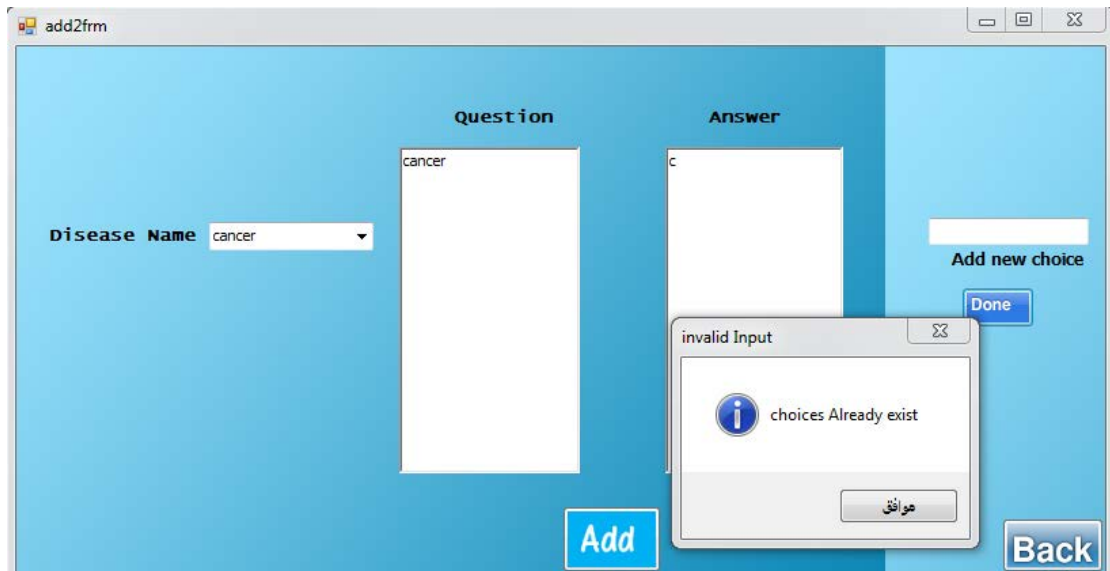 add2frm
Question
Answer
cancer
c
Disease Name
cancer
Add new choice
Done
invalid Input
choices Already exist
موافق
Add
Back